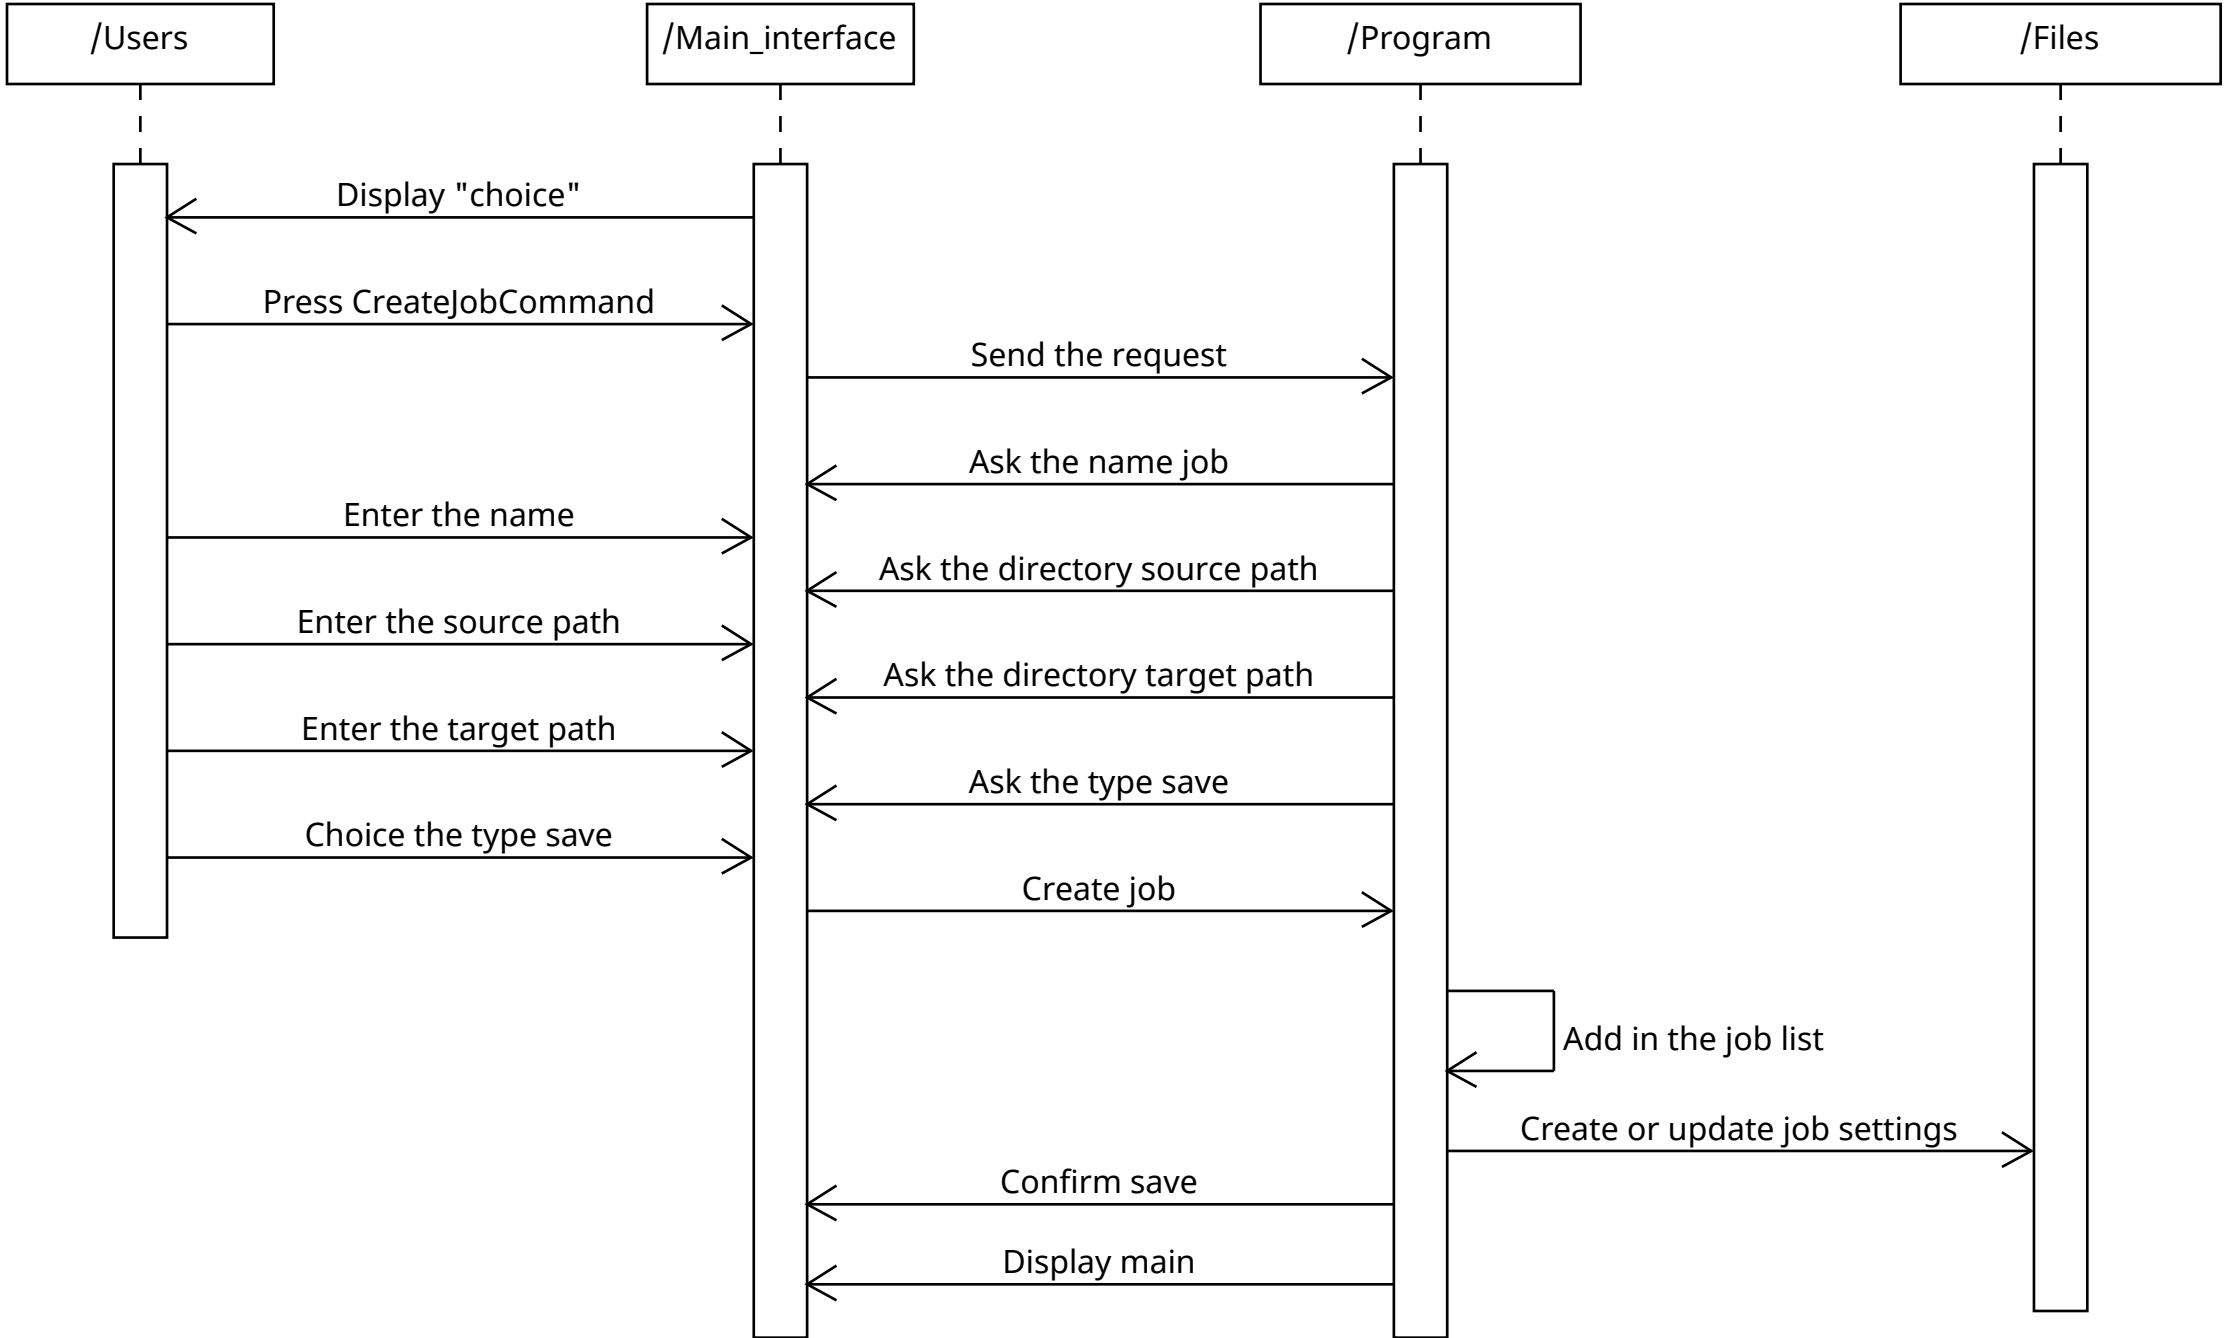 /Users
/Main_interface
/Program
/Files
Display "choice"
Press CreateJobCommand
Send the request
Ask the name job
Enter the name
Ask the directory source path
Enter the source path
Ask the directory target path
Enter the target path
Ask the type save
Choice the type save
Create job
Add in the job list
Create or update job settings
Confirm save
Display main